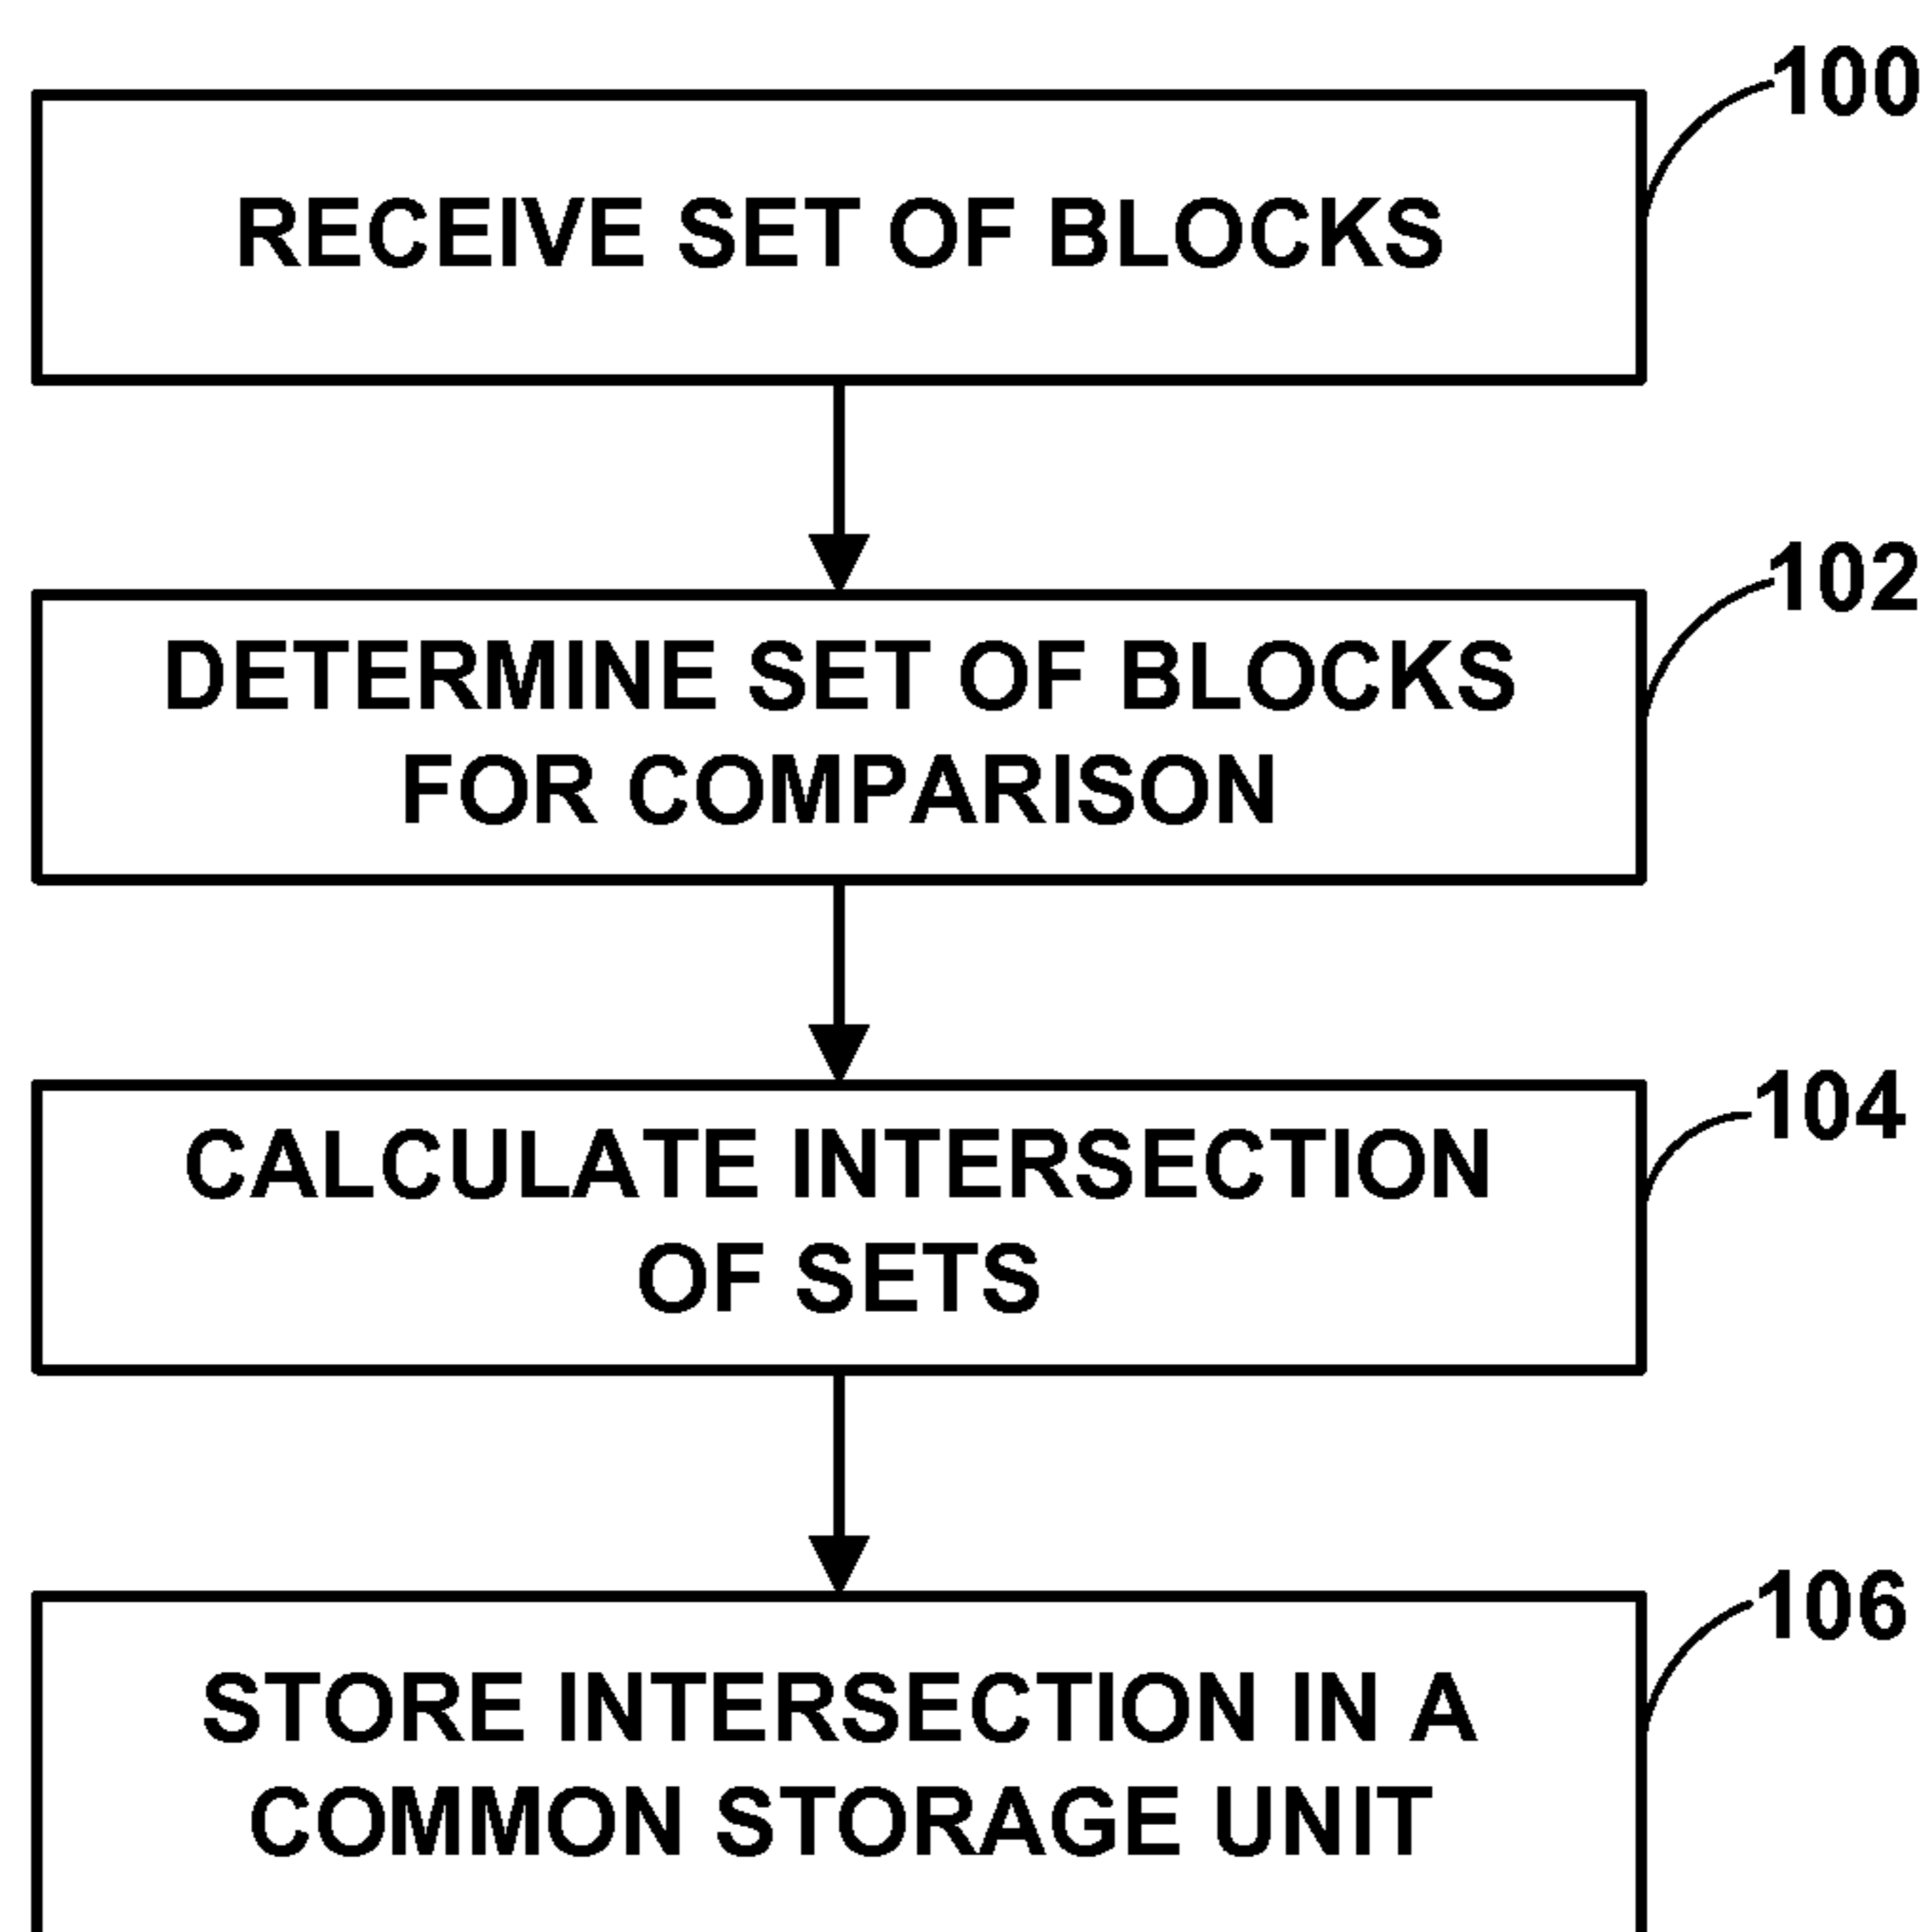 100
RECEIVE SET OF BLOCKS
102
DETERMINE SET OF BLOCKS
FOR COMPARISON
104
CALCULATE INTERSECTION
OF SETS
106
STORE INTERSECTION IN A
COMMON STORAGE UNIT